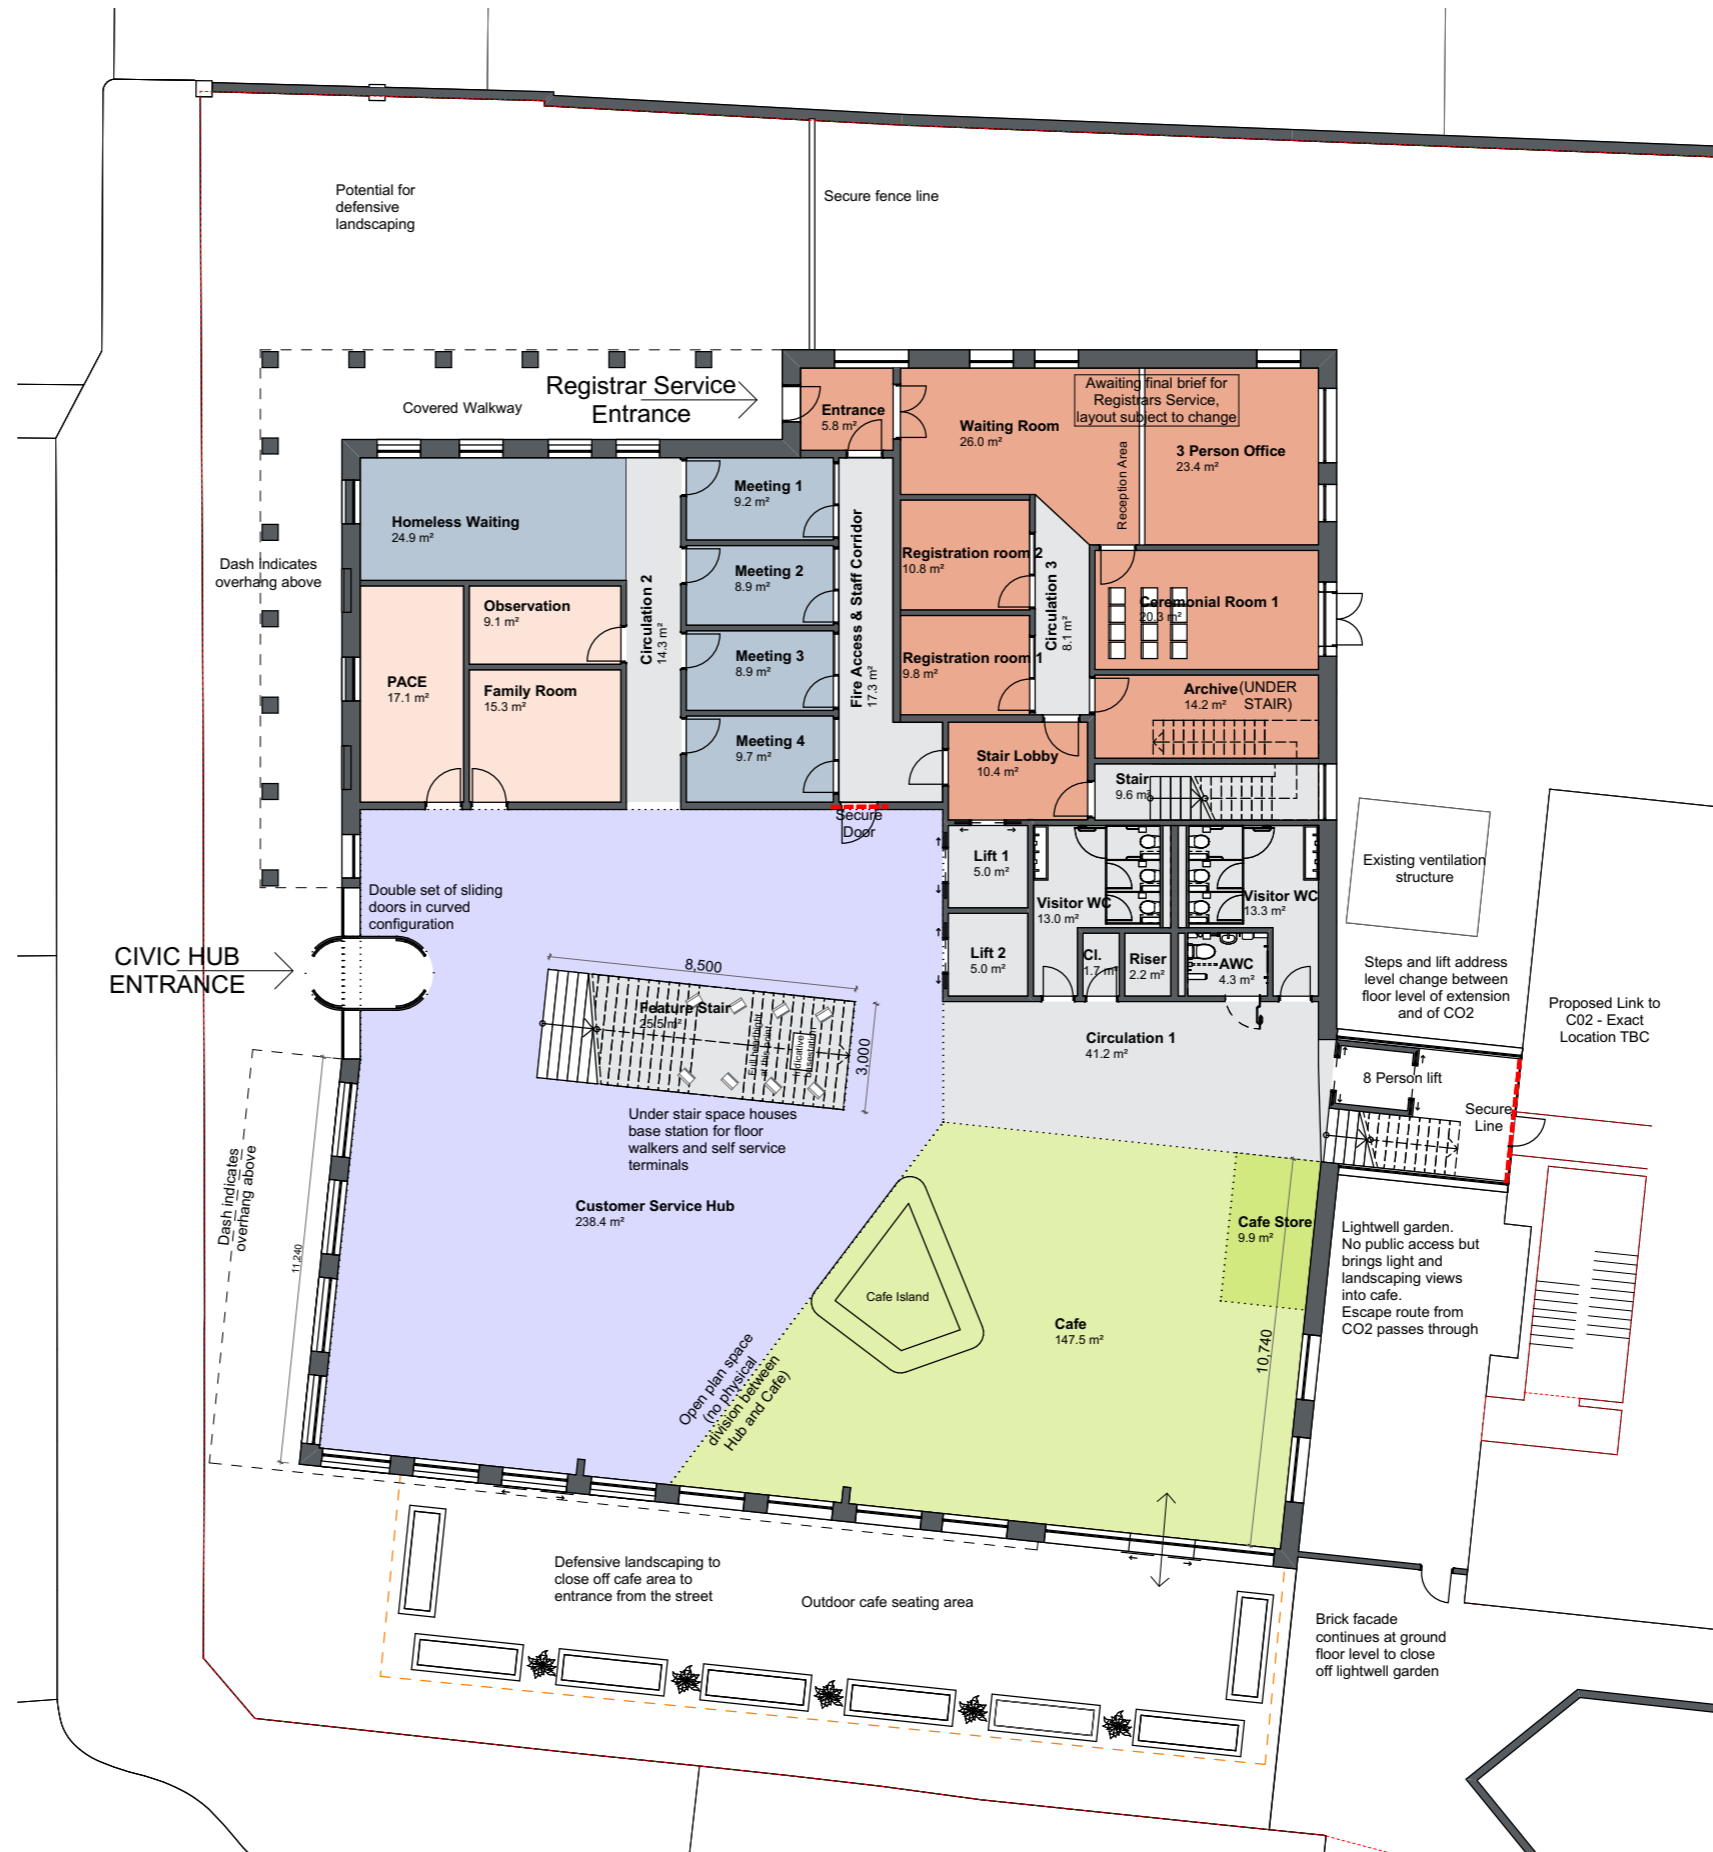 Potential for
defensive
landscaping
Secure fence line
Registrar Service
Entrance
Covered Walkway
Entrance
5.8 m²
Waiting Room
26.0 m²
Awaiting final brief for
Registrars Service,
layout subject to change
Reception Area
3 Person Office
23.4 m²
Homeless Waiting
24.9 m²
Meeting 1
9.2 m²
Meeting 2
8.9 m²
Meeting 3
8.9 m²
Meeting 4
9.7 m²
Fire Access & Staff Corridor
17.3 m²
Registration room 2
10.8 m²
Registration room 1
9.8 m²
Circulation 3
8.1 m²
Ceremonial Room 1
20.3 m²
Archive (UNDER
STAIR)
14.2 m²
Dash indicates
overhang above
Observation
9.1 m²
Circulation 2
14.3 m²
PACE
17.1 m²
Family Room
15.3 m²
Stair Lobby
10.4 m²
Stair
9.6 m²
Secure
Door
Lift 1
5.0 m²
Lift 2
5.0 m²
Visitor WC
13.0 m²
Visitor WC
13.3 m²
Cl.
1.7 m²
Riser
2.2 m²
AWC
4.3 m²
Existing ventilation
structure
Double set of sliding
doors in curved
configuration
CIVIC HUB
ENTRANCE
8,500
Feature Stair
25.5 m²
Full headhight
at this point
Indicative
basestation
3,000
Under stair space houses
base station for floor
walkers and self service
terminals
Circulation 1
41.2 m²
Steps and lift address
level change between
floor level of extension
and of CO2
Proposed Link to
C02 - Exact
Location TBC
8 Person lift
Secure
Line
Dash indicates
overhang above
11,240
Customer Service Hub
238.4 m²
Cafe Store
9.9 m²
Cafe Island
Cafe
147.5 m²
10,740
Lightwell garden.
No public access but
brings light and
landscaping views
into cafe.
Escape route from
CO2 passes through
Open plan space
(no physical
division between
Hub and Cafe)
Defensive landscaping to
close off cafe area to
entrance from the street
Outdoor cafe seating area
Brick facade
continues at ground
floor level to close
off lightwell garden